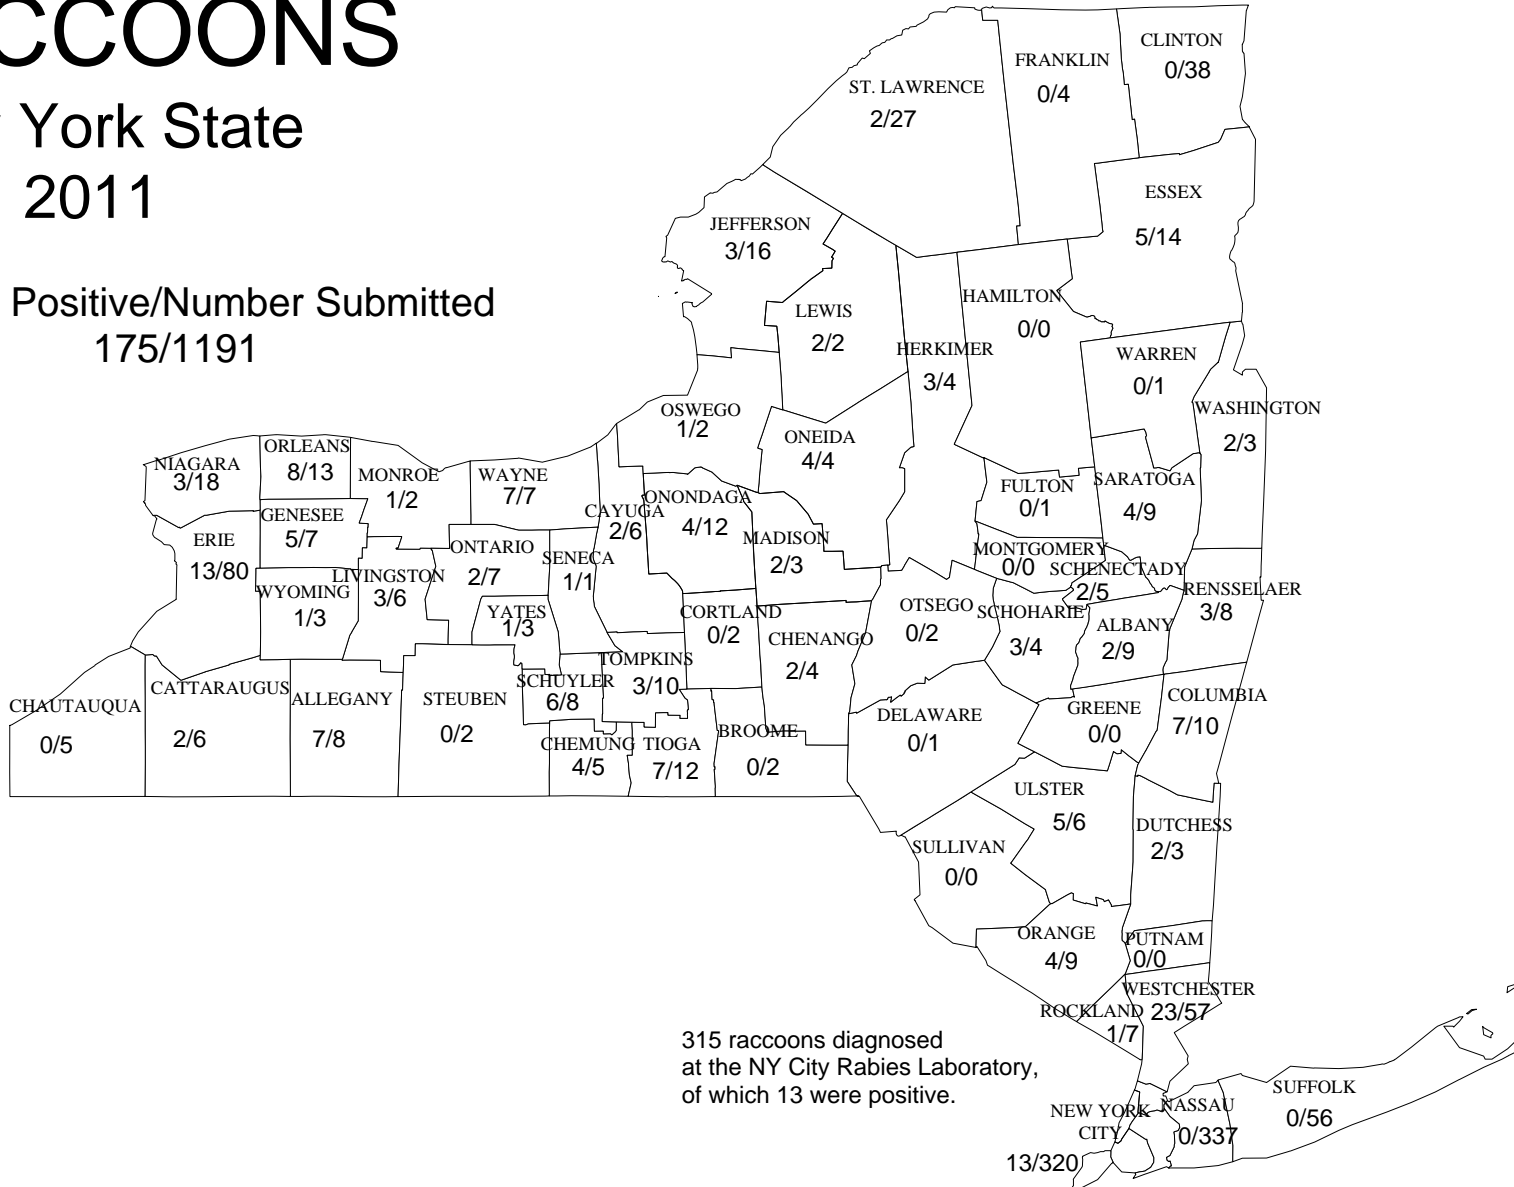 CCOONS
York State
2011
Positive/Number Submitted
175/1191
CLINTON
0/38
FRANKLIN
0/4
ST. LAWRENCE
2/27
ESSEX
5/14
JEFFERSON
3/16
HAMILTON
0/0
LEWIS
2/2
HERKIMER
3/4
WARREN
0/1
WASHINGTON
2/3
OSWEGO
1/2
ONEIDA
4/4
ORLEANS
8/13
NIAGARA
3/18
MONROE
1/2
WAYNE
7/7
FULTON
0/1
SARATOGA
4/9
CAYUGA
2/6
ONONDAGA
4/12
GENESEE
5/7
ERIE
13/80
MADISON
2/3
ONTARIO
2/7
SENECA
1/1
MONTGOMERY
0/0
SCHENECTADY
2/5
LIVINGSTON
3/6
WYOMING
1/3
RENSSELAER
3/8
YATES
1/3
CORTLAND
0/2
OTSEGO
0/2
SCHOHARIE
3/4
ALBANY
2/9
CHENANGO
2/4
TOMPKINS
3/10
SCHUYLER
6/8
CATTARAUGUS
2/6
ALLEGANY
7/8
STEUBEN
0/2
CHAUTAUQUA
0/5
COLUMBIA
7/10
GREENE
0/0
DELAWARE
0/1
BROOME
0/2
CHEMUNG
4/5
TIOGA
7/12
ULSTER
5/6
DUTCHESS
2/3
SULLIVAN
0/0
ORANGE
4/9
PUTNAM
0/0
WESTCHESTER
23/57
ROCKLAND
1/7
315 raccoons diagnosed
at the NY City Rabies Laboratory,
of which 13 were positive.
SUFFOLK
0/56
NASSAU
0/337
NEW YORK
CITY
13/320